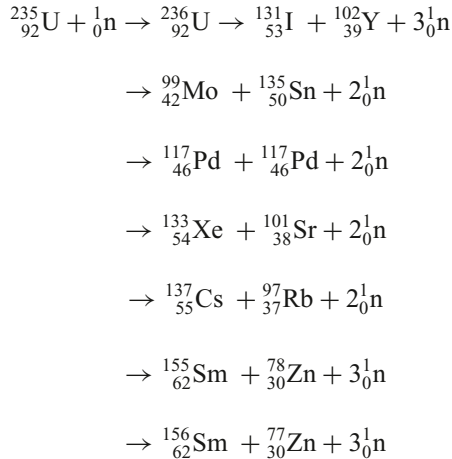 ²³⁵₉₂U + ¹₀n → ²³⁶₉₂U → ¹³¹₅₃I + ¹⁰²₃₉Y + 3¹₀n
→ ⁹⁹₄₂Mo + ¹³⁵₅₀Sn + 2¹₀n
→ ¹¹⁷₄₆Pd + ¹¹⁷₄₆Pd + 2¹₀n
→ ¹³³₅₄Xe + ¹⁰¹₃₈Sr + 2¹₀n
→ ¹³⁷₅₅Cs + ⁹⁷₃₇Rb + 2¹₀n
→ ¹⁵⁵₆₂Sm + ⁷⁸₃₀Zn + 3¹₀n
→ ¹⁵⁶₆₂Sm + ⁷⁷₃₀Zn + 3¹₀n